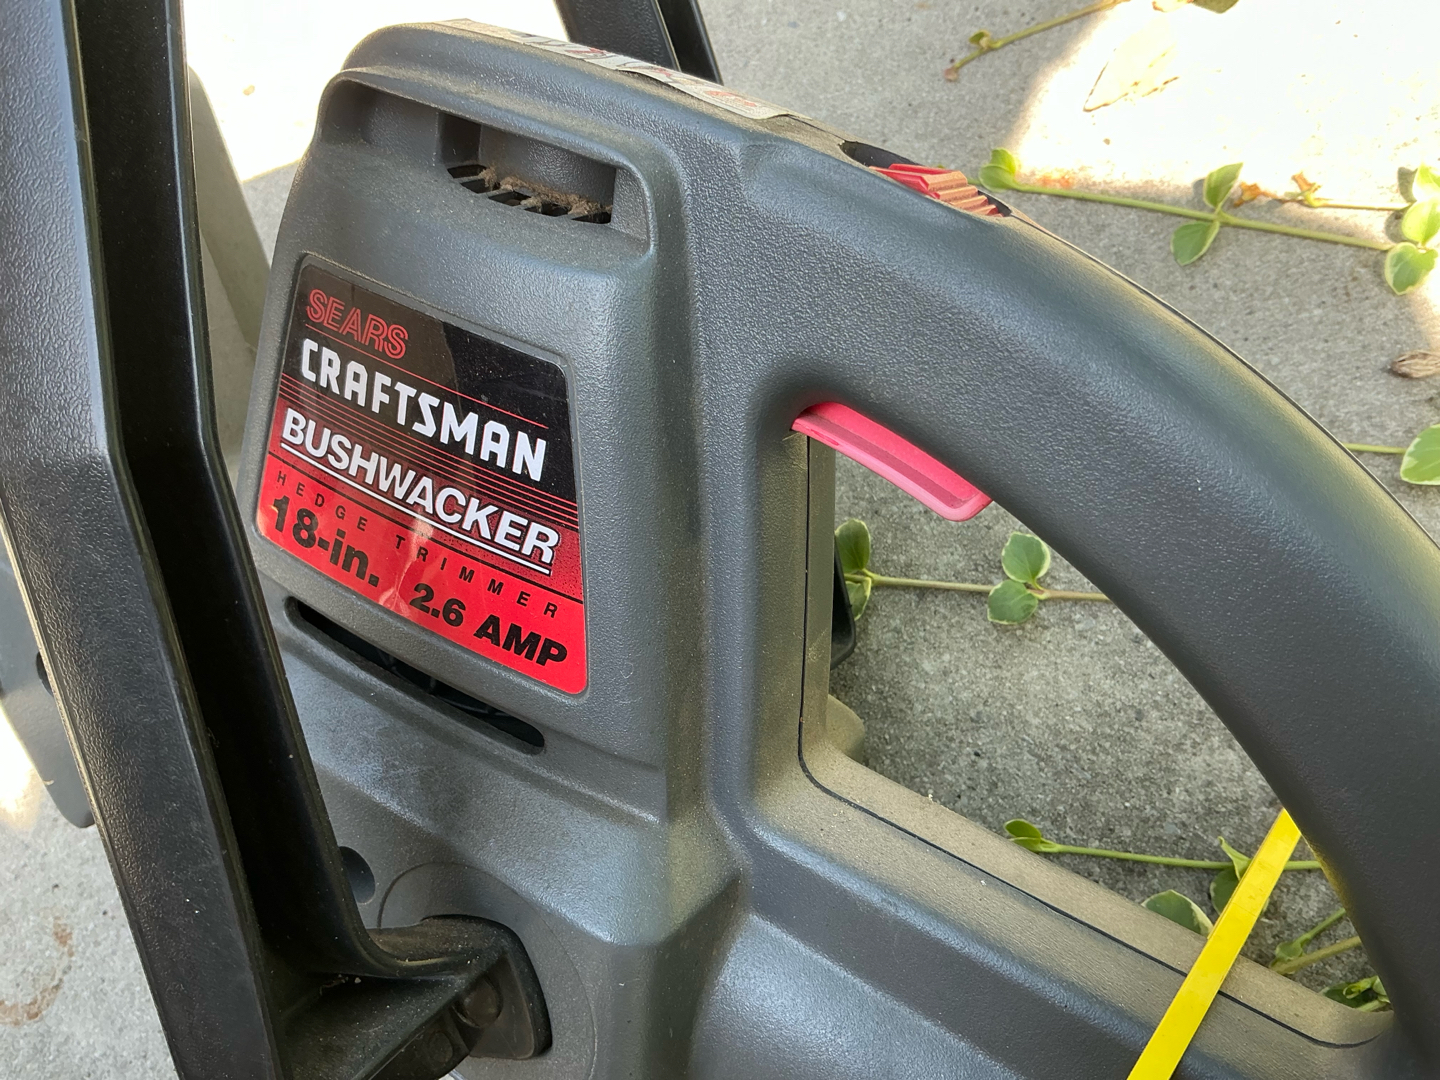 SEARS
CRAFTSMAN
BUSHWACKER
HEDGE TRIMMER
18-in. 2.6 AMP